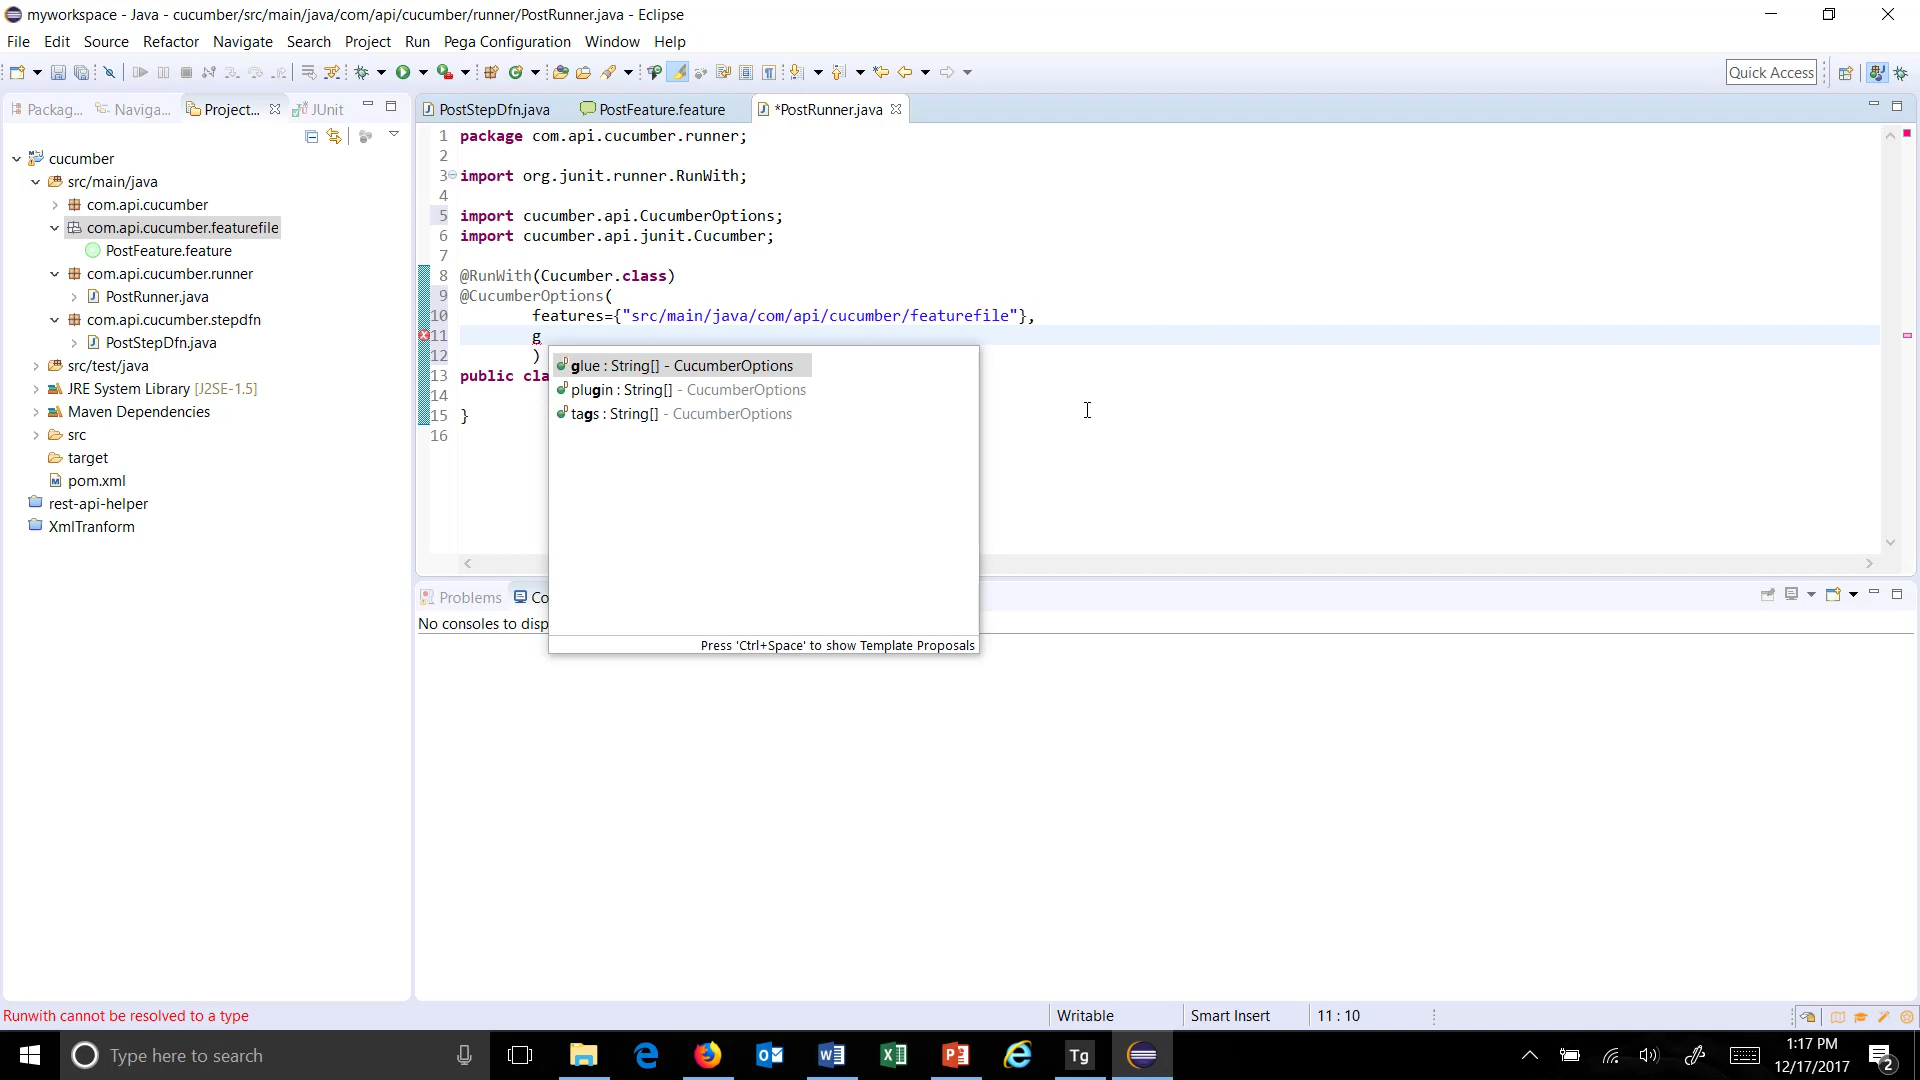 myworkspace - Java - cucumber/src/main/java/com/api/cucumber/runner/PostRunner.java - Eclipse
File Edit Source Refactor Navigate Search Project Run Pega Configuration Window Help
Quick Access
Packag... Naviga... Project... JUnit
PostStepDfn.java PostFeature.feature *PostRunner.java
cucumber
src/main/java
com.api.cucumber
com.api.cucumber.featurefile
PostFeature.feature
com.api.cucumber.runner
PostRunner.java
com.api.cucumber.stepdfn
PostStepDfn.java
src/test/java
JRE System Library [J2SE-1.5]
Maven Dependencies
src
target
pom.xml
rest-api-helper
XmlTranform
1 package com.api.cucumber.runner;
2
3 import org.junit.runner.RunWith;
4
5 import cucumber.api.CucumberOptions;
6 import cucumber.api.junit.Cucumber;
7
8 @RunWith(Cucumber.class)
9 @CucumberOptions(
10 features={"src/main/java/com/api/cucumber/featurefile"},
11 g
12 )
13 public cla
14
15 }
16
glue : String[] - CucumberOptions
plugin : String[] - CucumberOptions
tags : String[] - CucumberOptions
Press 'Ctrl+Space' to show Template Proposals
Problems Co
No consoles to disp
Runwith cannot be resolved to a type
Writable Smart Insert 11 : 10
Type here to search
Tg
1:17 PM
12/17/2017
2